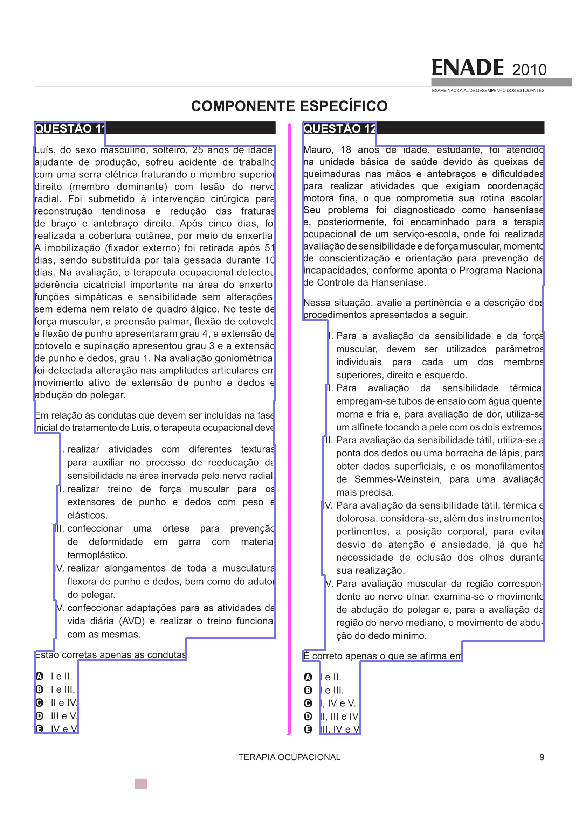 ENADE 2010
EXAME NACIONAL DE DESEMPENHO DOS ESTUDANTES
COMPONENTE ESPECÍFICO
QUESTÃO 11
Luís, do sexo masculino, solteiro, 25 anos de idade,
ajudante de produção, sofreu acidente de trabalho
com uma serra elétrica fraturando o membro superior
direito (membro dominante) com lesão do nervo
radial. Foi submetido à intervenção cirúrgica para
reconstrução tendinosa e redução das fraturas
de braço e antebraço direito. Após cinco dias, foi
realizada a cobertura cutânea, por meio de enxertia.
A imobilização (fixador externo) foi retirada após 51
dias, sendo substituída por tala gessada durante 10
dias. Na avaliação, o terapeuta ocupacional detectou
aderência cicatricial importante na área do enxerto,
funções simpáticas e sensibilidade sem alterações,
sem edema nem relato de quadro álgico. No teste de
força muscular, a preensão palmar, flexão de cotovelo
e flexão de punho apresentaram grau 4, a extensão de
cotovelo e supinação apresentou grau 3 e a extensão
de punho e dedos, grau 1. Na avaliação goniométrica,
foi detectada alteração nas amplitudes articulares em
movimento ativo de extensão de punho e dedos e
abdução do polegar.
Em relação às condutas que devem ser incluídas na fase
inicial do tratamento de Luís, o terapeuta ocupacional deve
I. realizar atividades com diferentes texturas
para auxiliar no processo de reeducação da
sensibilidade na área inervada pelo nervo radial.
II. realizar treino de força muscular para os
extensores de punho e dedos com peso e
elásticos.
III. confeccionar uma órtese para prevenção
de deformidade em garra com material
termoplástico.
IV. realizar alongamentos de toda a musculatura
flexora de punho e dedos, bem como do adutor
do polegar.
V. confeccionar adaptações para as atividades de
vida diária (AVD) e realizar o treino funcional
com as mesmas.
Estão corretas apenas as condutas
A I e II.
B I e III.
C II e IV.
D III e V.
E IV e V.
QUESTÃO 12
Mauro, 18 anos de idade, estudante, foi atendido
na unidade básica de saúde devido às queixas de
queimaduras nas mãos e antebraços e dificuldades
para realizar atividades que exigiam coordenação
motora fina, o que comprometia sua rotina escolar.
Seu problema foi diagnosticado como hanseníase
e, posteriormente, foi encaminhado para a terapia
ocupacional de um serviço-escola, onde foi realizada
avaliação de sensibilidade e de força muscular, momento
de conscientização e orientação para prevenção de
incapacidades, conforme aponta o Programa Nacional
de Controle da Hanseníase.
Nessa situação, avalie a pertinência e a descrição dos
procedimentos apresentados a seguir.
I. Para a avaliação da sensibilidade e da força
muscular, devem ser utilizados parâmetros
individuais para cada um dos membros
superiores, direito e esquerdo.
II. Para avaliação da sensibilidade térmica,
empregam-se tubos de ensaio com água quente,
morna e fria e, para avaliação de dor, utiliza-se
um alfinete tocando a pele com os dois extremos.
III. Para avaliação da sensibilidade tátil, utiliza-se a
ponta dos dedos ou uma borracha de lápis, para
obter dados superficiais, e os monofilamentos
de Semmes-Weinstein, para uma avaliação
mais precisa.
IV. Para avaliação da sensibilidade tátil, térmica e
dolorosa, considera-se, além dos instrumentos
pertinentes, a posição corporal, para evitar
desvio de atenção e ansiedade, já que há
necessidade de oclusão dos olhos durante
sua realização.
V. Para avaliação muscular da região correspon-
dente ao nervo ulnar, examina-se o movimento
de abdução do polegar e, para a avaliação da
região do nervo mediano, o movimento de abdu-
ção do dedo mínimo.
É correto apenas o que se afirma em
A I e II.
B I e III.
C I, IV e V.
D II, III e IV.
E III, IV e V.
TERAPIA OCUPACIONAL
9